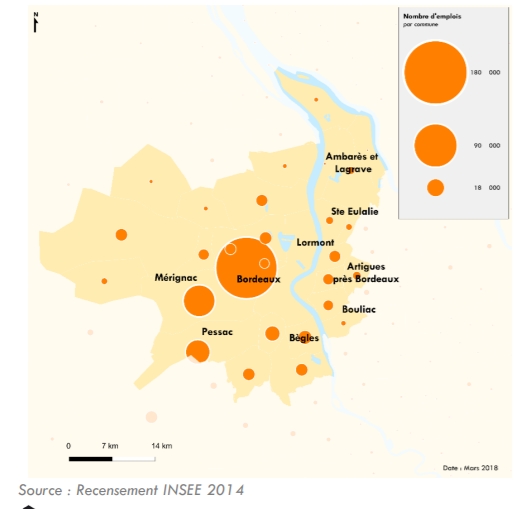 N
Nombre d'emplois
par commune
180 000
90 000
18 000
Ambarès et
Lagrave
Ste Eulalie
Lormont
Artigues
près Bordeaux
Mérignac
Bordeaux
Bouliac
Pessac
Bègles
0 7 km 14 km
Date : Mars 2018
Source : Recensement INSEE 2014